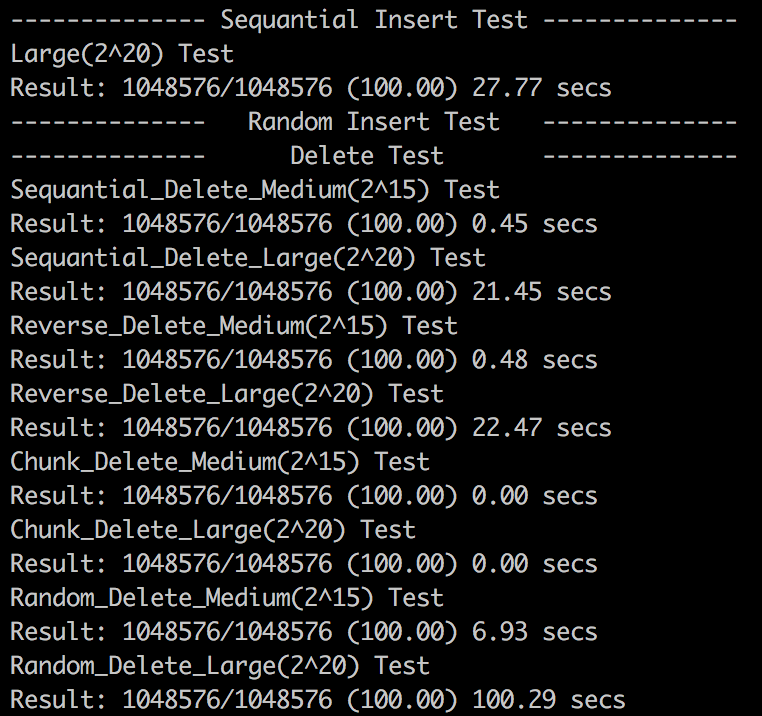 -------------- Sequantial Insert Test --------------
Large(2^20) Test
Result: 1048576/1048576 (100.00) 27.77 secs
--------------   Random Insert Test   --------------
--------------      Delete Test       --------------
Sequantial_Delete_Medium(2^15) Test
Result: 1048576/1048576 (100.00) 0.45 secs
Sequantial_Delete_Large(2^20) Test
Result: 1048576/1048576 (100.00) 21.45 secs
Reverse_Delete_Medium(2^15) Test
Result: 1048576/1048576 (100.00) 0.48 secs
Reverse_Delete_Large(2^20) Test
Result: 1048576/1048576 (100.00) 22.47 secs
Chunk_Delete_Medium(2^15) Test
Result: 1048576/1048576 (100.00) 0.00 secs
Chunk_Delete_Large(2^20) Test
Result: 1048576/1048576 (100.00) 0.00 secs
Random_Delete_Medium(2^15) Test
Result: 1048576/1048576 (100.00) 6.93 secs
Random_Delete_Large(2^20) Test
Result: 1048576/1048576 (100.00) 100.29 secs